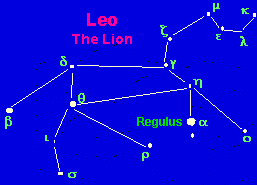 Leo
The Lion
μ
κ
ζ
ε
λ
δ
γ
η
β
θ
Regulus α
ι
ρ
ο
σ